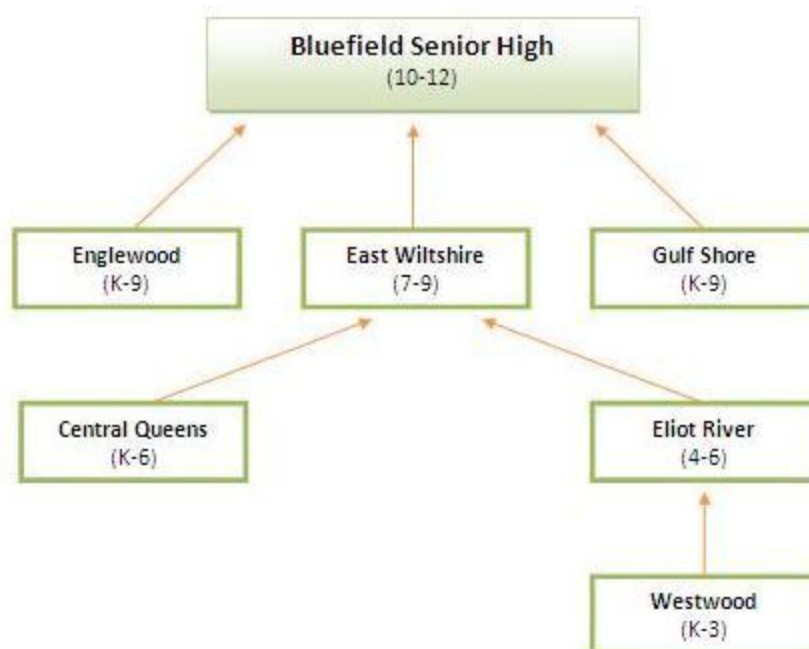 Bluefield Senior High
(10-12)
Englewood
(K-9)
East Wiltshire
(7-9)
Gulf Shore
(K-9)
Central Queens
(K-6)
Eliot River
(4-6)
Westwood
(K-3)